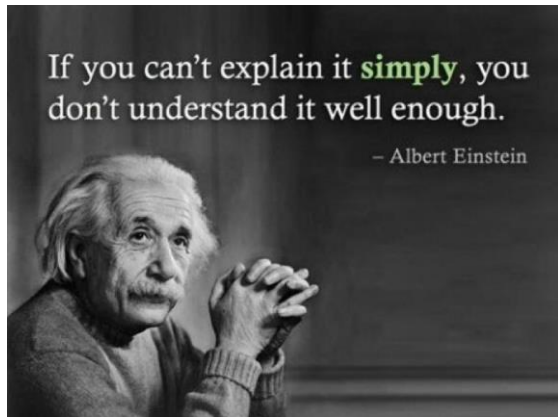 If you can’t explain it simply, you
don’t understand it well enough.
– Albert Einstein